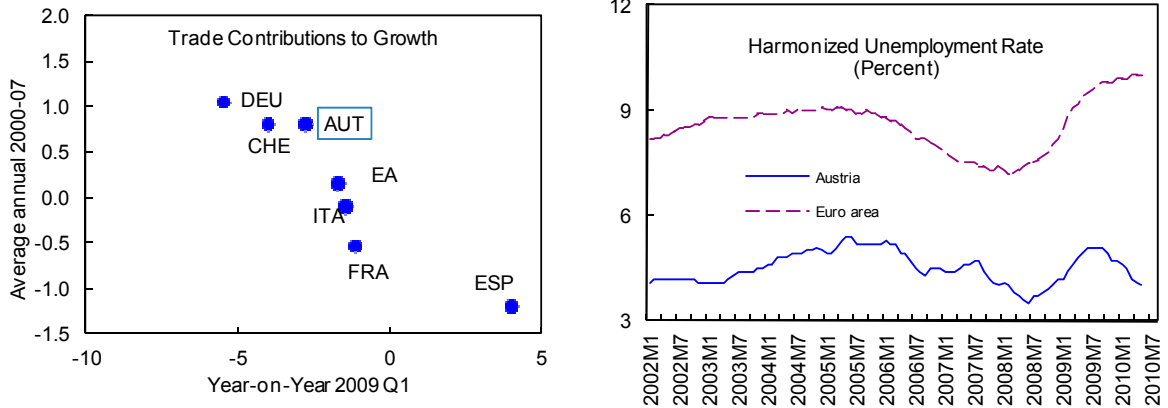 Trade Contributions to Growth
Average annual 2000-07
2.0
1.5
1.0
0.5
0.0
-0.5
-1.0
-1.5
DEU
CHE
AUT
EA
ITA
FRA
ESP
-10
-5
0
5
Year-on-Year 2009 Q1
Harmonized Unemployment Rate
(Percent)
12
9
6
3
Austria
Euro area
2002M1
2002M7
2003M1
2003M7
2004M1
2004M7
2005M1
2005M7
2006M1
2006M7
2007M1
2007M7
2008M1
2008M7
2009M1
2009M7
2010M1
2010M7